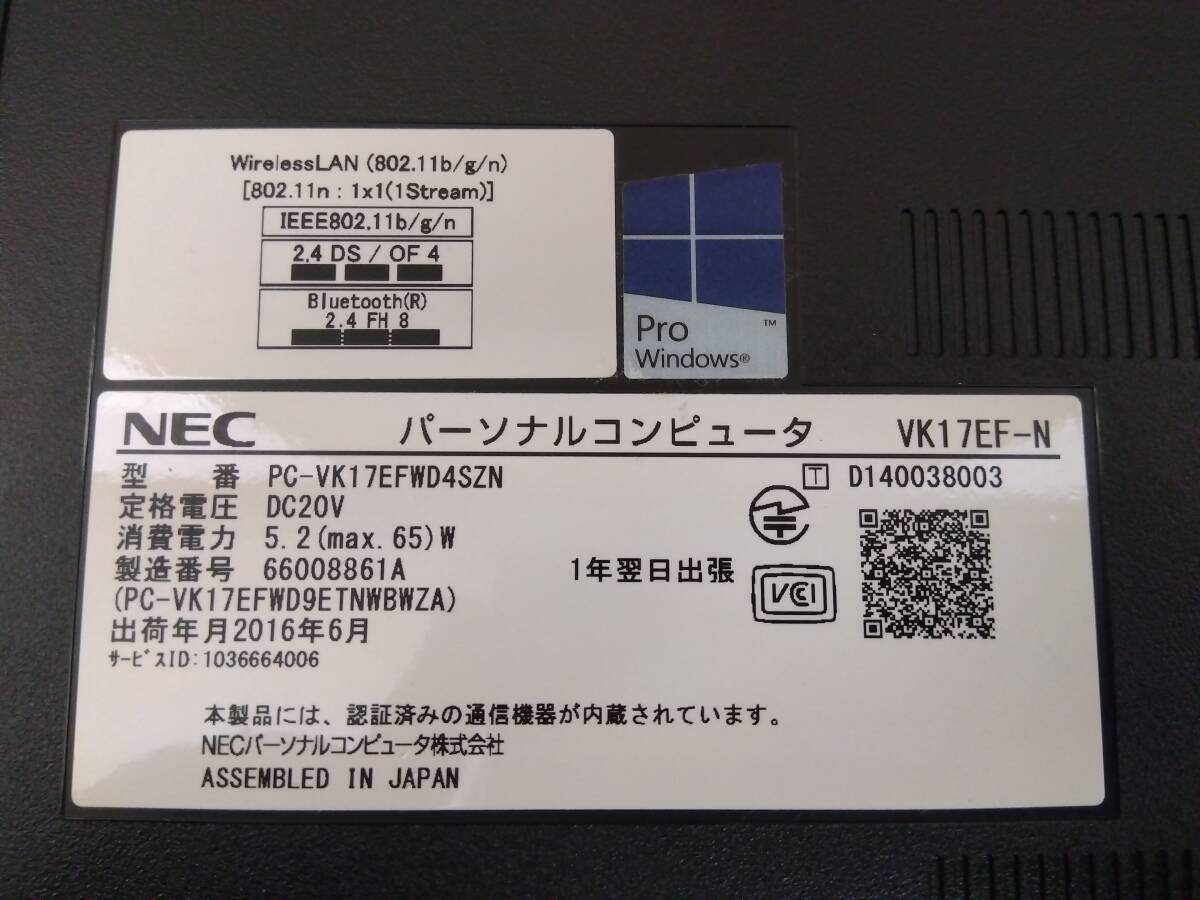 WirelessLAN (802.11b/g/n)
[802.11n : 1x1(1Stream)]
IEEE802.11b/g/n
2.4 DS / OF 4
Bluetooth(R)
2.4 FH 8
Pro ™
Windows®
NEC パーソナルコンピュータ VK17EF-N
型 番 PC-VK17EFWD4SZN
T D140038003
定格電圧 DC20V
消費電力 5.2(max.65)W
製造番号 66008861A
1年翌日出張
VCI
(PC-VK17EFWD9ETNWBWZA)
出荷年月2016年6月
ｻｰﾋﾞｽID:1036664006
本製品には、認証済みの通信機器が内蔵されています。
NECパーソナルコンピュータ株式会社
ASSEMBLED IN JAPAN